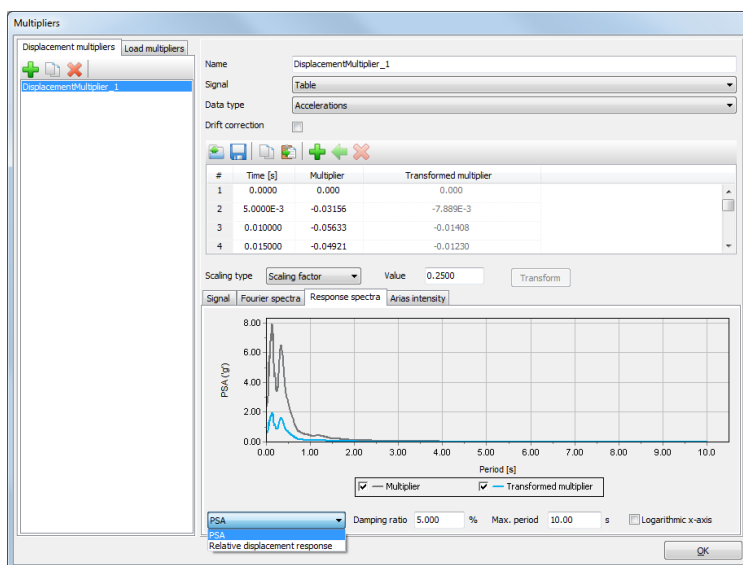 Multipliers
Displacement multipliers Load multipliers
DisplacementMultiplier_1
Name DisplacementMultiplier_1
Signal Table
Data type Accelerations
Drift correction
# Time [s] Multiplier Transformed multiplier
1 0.0000 0.000 0.000
2 5.0000E-3 -0.03156 -7.889E-3
3 0.010000 -0.05633 -0.01408
4 0.015000 -0.04921 -0.01230
Scaling type Scaling factor Value 0.2500 Transform
Signal Fourier spectra Response spectra Arias intensity
8.00
6.00
4.00
2.00
0.00
PSA ('g')
0.00 1.00 2.00 3.00 4.00 5.00 6.00 7.00 8.00 9.00 10.0
Period [s]
Multiplier Transformed multiplier
PSA Damping ratio 5.000 % Max. period 10.00 s Logarithmic x-axis
PSA
Relative displacement response
OK